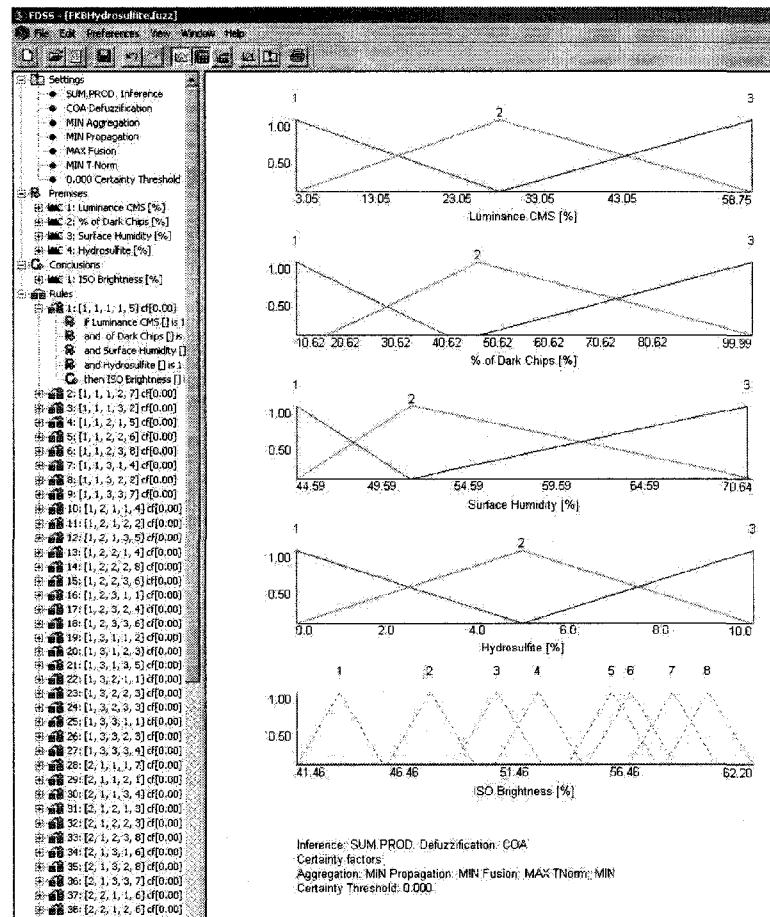 FDSS - [FKBHydrosulfite.fuzz]
File Edit Preferences View Window Help
Settings
SUM.PROD. Inference
COA Defuzzification
MIN Aggregation
MIN Propagation
MAX Fusion
MIN T-Norm
0.000 Certainty Threshold
Premises
1: Luminance CMS [%]
2: % of Dark Chips [%]
3: Surface Humidity [%]
4: Hydrosulfite [%]
Conclusions
1: ISO Brightness [%]
Rules
1: [1, 1, 1, 1, 5] cf[0.00]
if Luminance CMS [] is 1
and of Dark Chips [] is
and Surface Humidity []
and Hydrosulfite [] is 1
then ISO Brightness []
2: [1, 1, 1, 2, 7] cf[0.00]
3: [1, 1, 1, 3, 2] cf[0.00]
4: [1, 1, 2, 1, 5] cf[0.00]
5: [1, 1, 2, 2, 6] cf[0.00]
6: [1, 1, 2, 3, 8] cf[0.00]
7: [1, 1, 3, 1, 4] cf[0.00]
8: [1, 1, 3, 2, 2] cf[0.00]
9: [1, 1, 3, 3, 7] cf[0.00]
10: [1, 2, 1, 1, 4] cf[0.00]
11: [1, 2, 1, 2, 2] cf[0.00]
12: [1, 2, 1, 3, 5] cf[0.00]
13: [1, 2, 2, 1, 4] cf[0.00]
14: [1, 2, 2, 2, 8] cf[0.00]
15: [1, 2, 2, 3, 6] cf[0.00]
16: [1, 2, 3, 1, 1] cf[0.00]
17: [1, 2, 3, 2, 4] cf[0.00]
18: [1, 2, 3, 3, 6] cf[0.00]
19: [1, 3, 1, 1, 2] cf[0.00]
20: [1, 3, 1, 2, 3] cf[0.00]
21: [1, 3, 1, 3, 5] cf[0.00]
22: [1, 3, 2, 1, 1] cf[0.00]
23: [1, 3, 2, 2, 3] cf[0.00]
24: [1, 3, 2, 3, 3] cf[0.00]
25: [1, 3, 3, 1, 1] cf[0.00]
26: [1, 3, 3, 2, 3] cf[0.00]
27: [1, 3, 3, 3, 4] cf[0.00]
28: [2, 1, 1, 1, 7] cf[0.00]
29: [2, 1, 1, 2, 1] cf[0.00]
30: [2, 1, 1, 3, 4] cf[0.00]
31: [2, 1, 2, 1, 3] cf[0.00]
32: [2, 1, 2, 2, 3] cf[0.00]
33: [2, 1, 2, 3, 8] cf[0.00]
34: [2, 1, 3, 1, 6] cf[0.00]
35: [2, 1, 3, 2, 8] cf[0.00]
36: [2, 1, 3, 3, 7] cf[0.00]
37: [2, 2, 1, 1, 6] cf[0.00]
38: [2, 2, 1, 2, 6] cf[0.00]
1 2 3
1.00
0.50
3.05 13.05 23.05 33.05 43.05 56.75
Luminance CMS [%]
1 2 3
1.00
0.50
10.62 20.62 30.62 40.62 50.62 60.62 70.62 80.62 99.99
% of Dark Chips [%]
1 2 3
1.00
0.50
44.59 49.59 54.59 59.59 64.59 70.64
Surface Humidity [%]
1 2 3
1.00
0.50
0.0 2.0 4.0 6.0 8.0 10.0
Hydrosulfite [%]
1 2 3 4 5 6 7 8
1.00
0.50
41.46 46.46 51.46 56.46 62.20
ISO Brightness [%]
Inference: SUM.PROD. Defuzzification: COA
Certainty factors
Aggregation: MIN Propagation: MIN Fusion: MAX TNorm: MIN
Certainty Threshold: 0.000